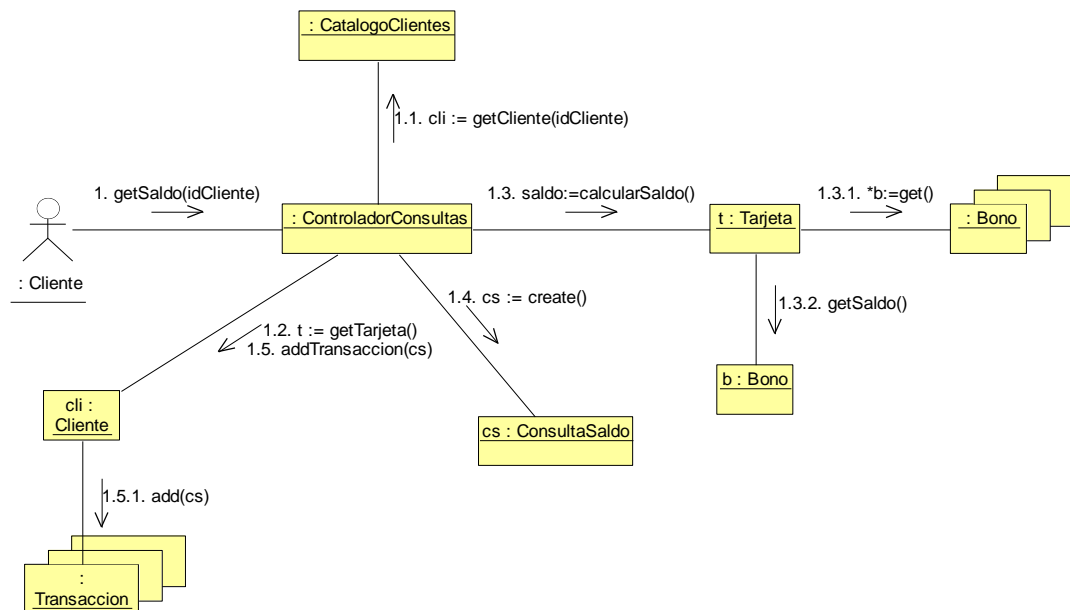 : CatalogoClientes
1.1. cli := getCliente(idCliente)
1. getSaldo(idCliente)
1.3. saldo:=calcularSaldo()
1.3.1. *b:=get()
: ControladorConsultas
t : Tarjeta
: Bono
: Cliente
1.4. cs := create()
1.3.2. getSaldo()
1.2. t := getTarjeta()
1.5. addTransaccion(cs)
b : Bono
cli :
Cliente
cs : ConsultaSaldo
1.5.1. add(cs)
:
Transaccion